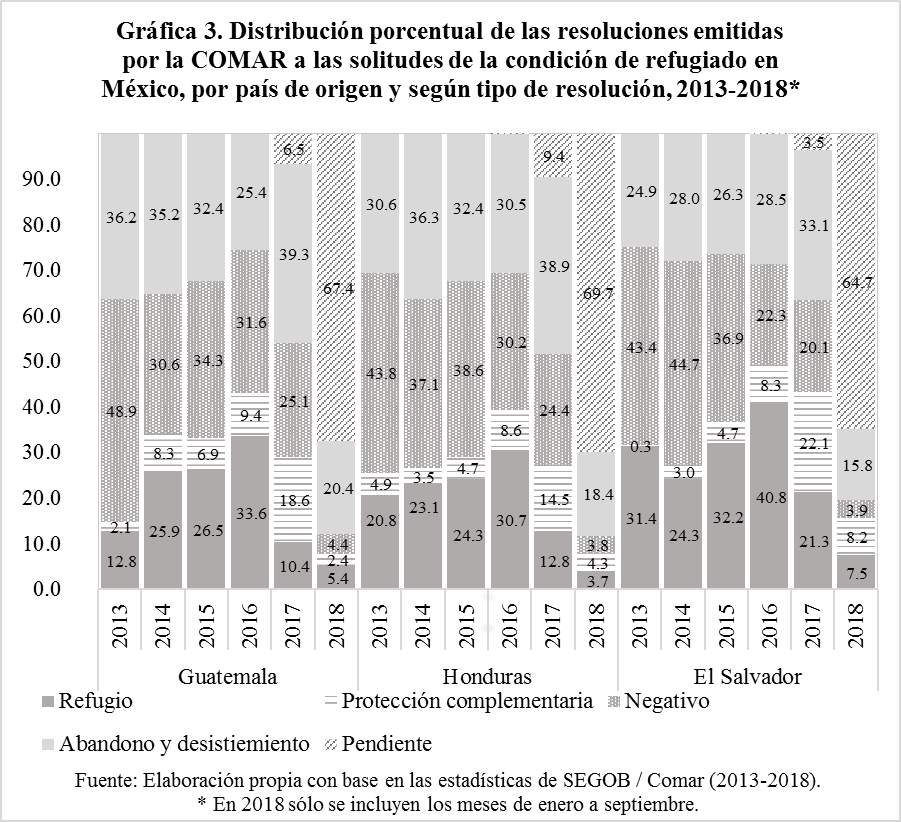 Gráfica 3. Distribución porcentual de las resoluciones emitidas
por la COMAR a las solitudes de la condición de refugiado en
México, por país de origen y según tipo de resolución, 2013-2018*
90.0
80.0
70.0
60.0
50.0
40.0
30.0
20.0
10.0
0.0
36.2 35.2 32.4 25.4 6.5 67.4 30.6 36.3 32.4 30.5 9.4 69.7 24.9 28.0 26.3 28.5 3.5 64.7
48.9 30.6 34.3 31.6 39.3 20.4 43.8 37.1 38.6 30.2 38.9 18.4 43.4 44.7 36.9 22.3 33.1 15.8
2.1 8.3 6.9 9.4 25.1 4.4 4.9 3.5 4.7 8.6 24.4 3.8 0.3 3.0 4.7 8.3 20.1 3.9
12.8 25.9 26.5 33.6 18.6 2.4 20.8 23.1 24.3 30.7 14.5 4.3 31.4 24.3 32.2 40.8 22.1 8.2
10.4 5.4 12.8 3.7 21.3 7.5
2013 2014 2015 2016 2017 2018 2013 2014 2015 2016 2017 2018 2013 2014 2015 2016 2017 2018
Guatemala Honduras El Salvador
Refugio Protección complementaria Negativo
Abandono y desistiemiento Pendiente
Fuente: Elaboración propia con base en las estadísticas de SEGOB / Comar (2013-2018).
* En 2018 sólo se incluyen los meses de enero a septiembre.